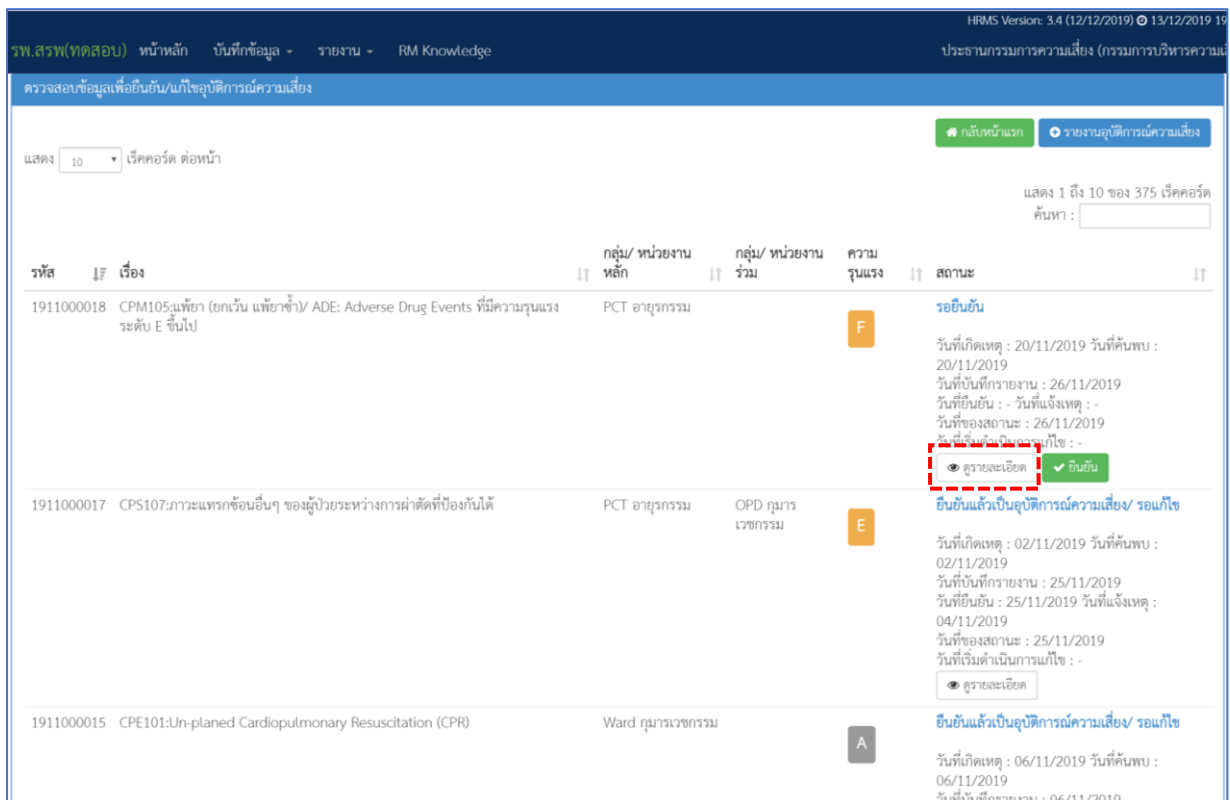 HRMS Version: 3.4 (12/12/2019) 13/12/2019 19
รพ.สรพ(ทดสอบ) หน้าหลัก บันทึกข้อมูล รายงาน RM Knowledge
ประธานกรรมการความเสี่ยง (กรรมการบริหารความ
ตรวจสอบข้อมูลเพื่อยืนยัน/แก้ไขอุบัติการณ์ความเสี่ยง
กลับหน้าแรก รายงานอุบัติการณ์ความเสี่ยง
แสดง 10 เร็คคอร์ด ต่อหน้า
แสดง 1 ถึง 10 ของ 375 เร็คคอร์ด
ค้นหา :
รหัส เรื่อง กลุ่ม/ หน่วยงานหลัก กลุ่ม/ หน่วยงานร่วม ความรุนแรง สถานะ
1911000018 CPM105:แพ้ยา (ยกเว้น แพ้ยาซ้ำ)/ ADE: Adverse Drug Events ที่มีความรุนแรง
ระดับ E ขึ้นไป
PCT อายุรกรรม
F
รอยืนยัน
วันที่เกิดเหตุ : 20/11/2019 วันที่ค้นพบ :
20/11/2019
วันที่บันทึกรายงาน : 26/11/2019
วันที่ยืนยัน : - วันที่แจ้งเหตุ : -
วันที่ของสถานะ : 26/11/2019
วันที่เริ่มดำเนินการแก้ไข : -
ดูรายละเอียด ยืนยัน
1911000017 CPS107:ภาวะแทรกซ้อนอื่นๆ ของผู้ป่วยระหว่างการผ่าตัดที่ป้องกันได้
PCT อายุรกรรม
OPD กุมาร
เวชกรรม
E
ยืนยันแล้วเป็นอุบัติการณ์ความเสี่ยง/ รอแก้ไข
วันที่เกิดเหตุ : 02/11/2019 วันที่ค้นพบ :
02/11/2019
วันที่บันทึกรายงาน : 25/11/2019
วันที่ยืนยัน : 25/11/2019 วันที่แจ้งเหตุ :
04/11/2019
วันที่ของสถานะ : 25/11/2019
วันที่เริ่มดำเนินการแก้ไข : -
ดูรายละเอียด
1911000015 CPE101:Un-planed Cardiopulmonary Resuscitation (CPR)
Ward กุมารเวชกรรม
A
ยืนยันแล้วเป็นอุบัติการณ์ความเสี่ยง/ รอแก้ไข
วันที่เกิดเหตุ : 06/11/2019 วันที่ค้นพบ :
06/11/2019
วันที่บันทึกรายงาน : 06/11/2019